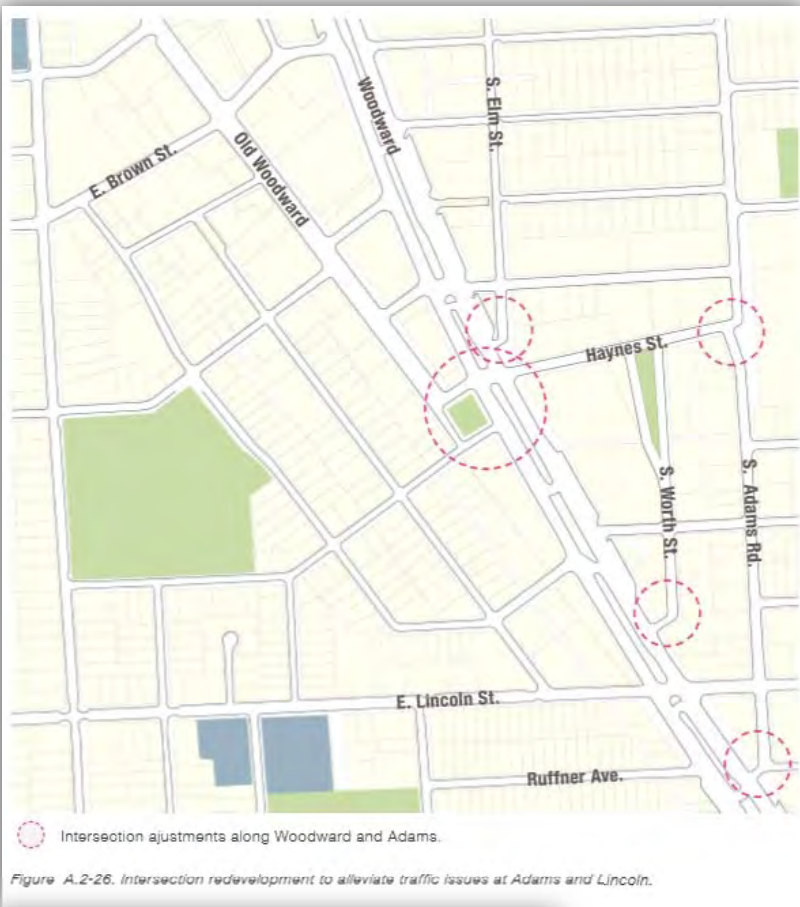 Woodward
S. Elm St.
E. Brown St.
Old Woodward
Haynes St.
S. Worth St.
S. Adams Rd.
E. Lincoln St.
Ruffner Ave.
Intersection ajustments along Woodward and Adams.
Figure A.2-26. Intersection redevelopment to alleviate traffic issues at Adams and Lincoln.